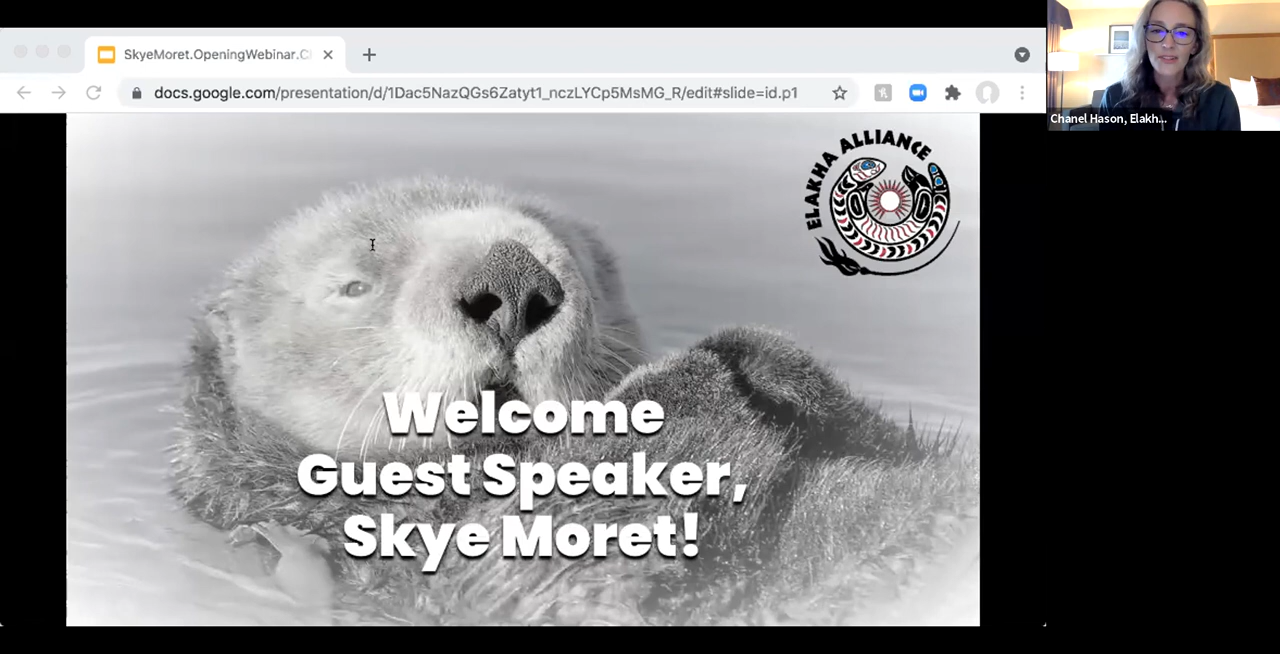 SkyeMoret.OpeningWebinar.C
docs.google.com/presentation/d/1Dac5NazQGs6Zatyt1_nczLYCp5MsMG_R/edit#slide=id.p1
Chanel Hason, Elakh...
ELAKHA ALLIANCE
Welcome
Guest Speaker,
Skye Moret!